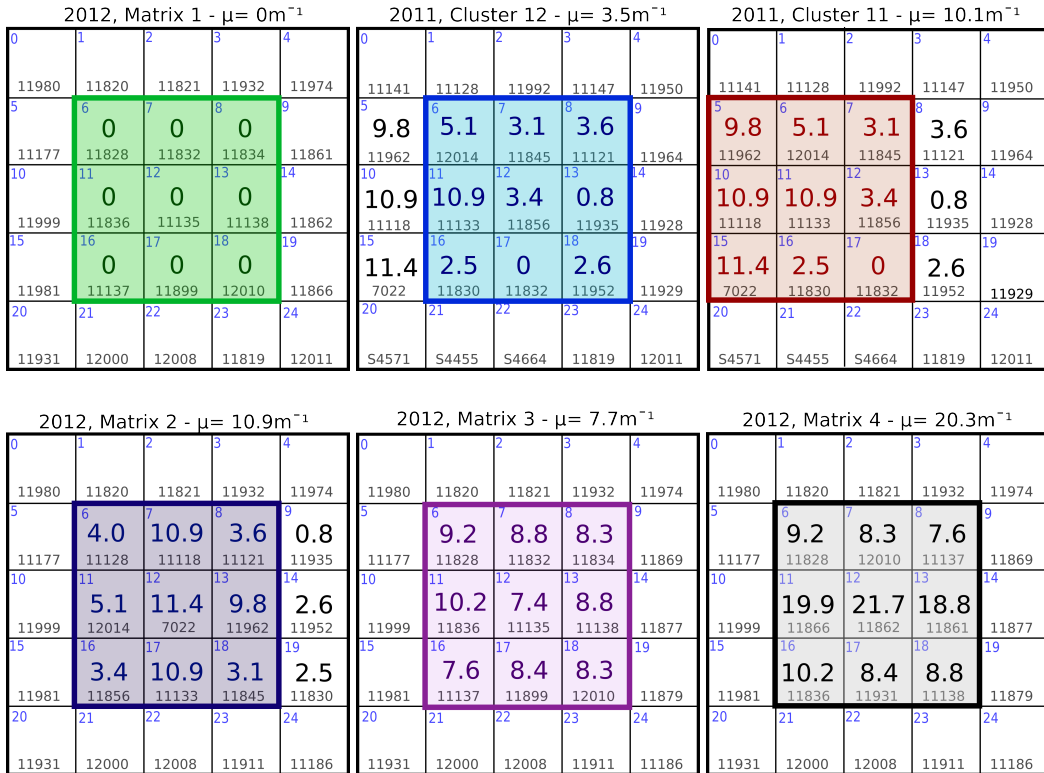 2012, Matrix 1 - μ= 0m⁻¹
0 1 2 3 4
11980 11820 11821 11932 11974
5 6 7 8 9
0 0 0
11177 11828 11832 11834 11861
10 11 12 13 14
0 0 0
11999 11836 11135 11138 11862
15 16 17 18 19
0 0 0
11981 11137 11899 12010 11866
20 21 22 23 24
11931 12000 12008 11819 12011
2011, Cluster 12 - μ= 3.5m⁻¹
0 1 2 3 4
11141 11128 11992 11147 11950
5 6 7 8 9
9.8 5.1 3.1 3.6
11962 12014 11845 11121 11964
10 11 12 13 14
10.9 10.9 3.4 0.8
11118 11133 11856 11935 11928
15 16 17 18 19
11.4 2.5 0 2.6
7022 11830 11832 11952 11929
20 21 22 23 24
S4571 S4455 S4664 11819 12011
2011, Cluster 11 - μ= 10.1m⁻¹
0 1 2 3 4
11141 11128 11992 11147 11950
5 6 7 8 9
9.8 5.1 3.1 3.6
11962 12014 11845 11121 11964
10 11 12 13 14
10.9 10.9 3.4 0.8
11118 11133 11856 11935 11928
15 16 17 18 19
11.4 2.5 0 2.6
7022 11830 11832 11952 11929
20 21 22 23 24
S4571 S4455 S4664 11819 12011
2012, Matrix 2 - μ= 10.9m⁻¹
0 1 2 3 4
11980 11820 11821 11932 11974
5 6 7 8 9
4.0 10.9 3.6 0.8
11177 11128 11118 11121 11935
10 11 12 13 14
5.1 11.4 9.8 2.6
11999 12014 7022 11962 11952
15 16 17 18 19
3.4 10.9 3.1 2.5
11981 11856 11133 11845 11830
20 21 22 23 24
11931 12000 12008 11911 11186
2012, Matrix 3 - μ= 7.7m⁻¹
0 1 2 3 4
11980 11820 11821 11932 11974
5 6 7 8 9
9.2 8.8 8.3
11177 11828 11832 11834 11869
10 11 12 13 14
10.2 7.4 8.8
11999 11836 11135 11138 11877
15 16 17 18 19
7.6 8.4 8.3
11981 11137 11899 12010 11879
20 21 22 23 24
11931 12000 12008 11911 11186
2012, Matrix 4 - μ= 20.3m⁻¹
0 1 2 3 4
11980 11820 11821 11932 11974
5 6 7 8 9
9.2 8.3 7.6
11177 11828 12010 11137 11869
10 11 12 13 14
19.9 21.7 18.8
11999 11866 11862 11861 11877
15 16 17 18 19
10.2 8.4 8.8
11981 11836 11931 11138 11879
20 21 22 23 24
11931 12000 12008 11911 11186